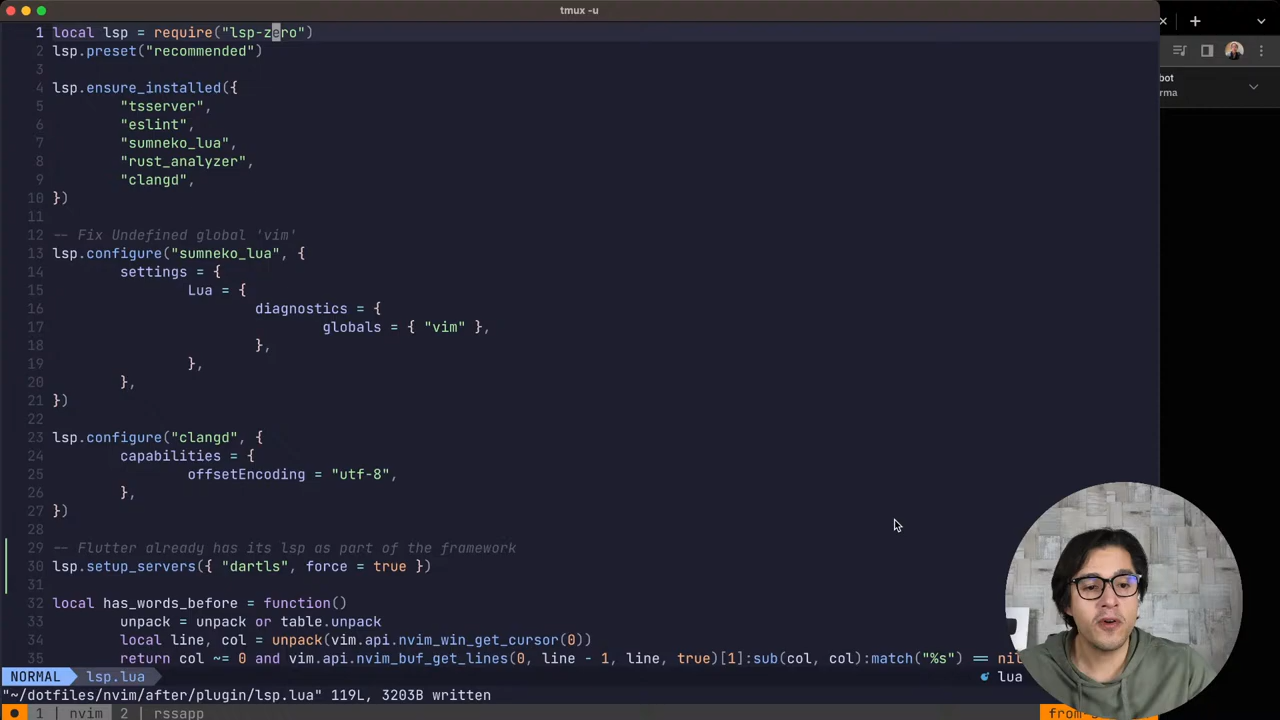 tmux -u
1 local lsp = require("lsp-zero")
2 lsp.preset("recommended")
3
4 lsp.ensure_installed({
5 "tsserver",
6 "eslint",
7 "sumneko_lua",
8 "rust_analyzer",
9 "clangd",
10 })
11
12 -- Fix Undefined global 'vim'
13 lsp.configure("sumneko_lua", {
14 settings = {
15 Lua = {
16 diagnostics = {
17 globals = { "vim" },
18 },
19 },
20 },
21 })
22
23 lsp.configure("clangd", {
24 capabilities = {
25 offsetEncoding = "utf-8",
26 },
27 })
28
29 -- Flutter already has its lsp as part of the framework
30 lsp.setup_servers({ "dartls", force = true })
31
32 local has_words_before = function()
33 unpack = unpack or table.unpack
34 local line, col = unpack(vim.api.nvim_win_get_cursor(0))
35 return col ~= 0 and vim.api.nvim_buf_get_lines(0, line - 1, line, true)[1]:sub(col, col):match("%s") == nil
NORMAL lsp.lua lua
"~/dotfiles/nvim/after/plugin/lsp.lua" 119L, 3203B written
1 nvim 2 rssapp
bot
rma